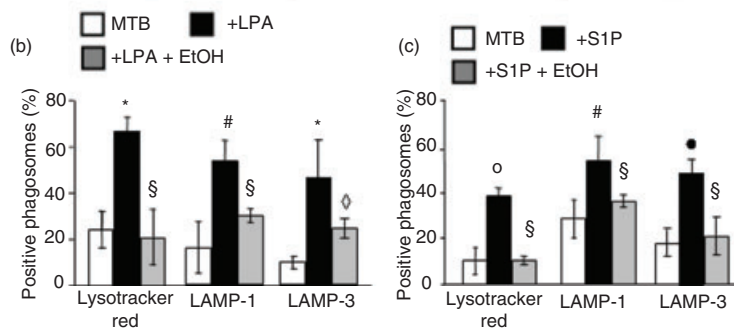 (b)
MTB +LPA
+LPA + EtOH
Positive phagosomes (%)
80
60
40
20
0
* § # § * ◊
Lysotracker red
LAMP-1
LAMP-3
(c)
MTB +S1P
+S1P + EtOH
Positive phagosomes (%)
80
60
40
20
0
o § # § ● §
Lysotracker red
LAMP-1
LAMP-3